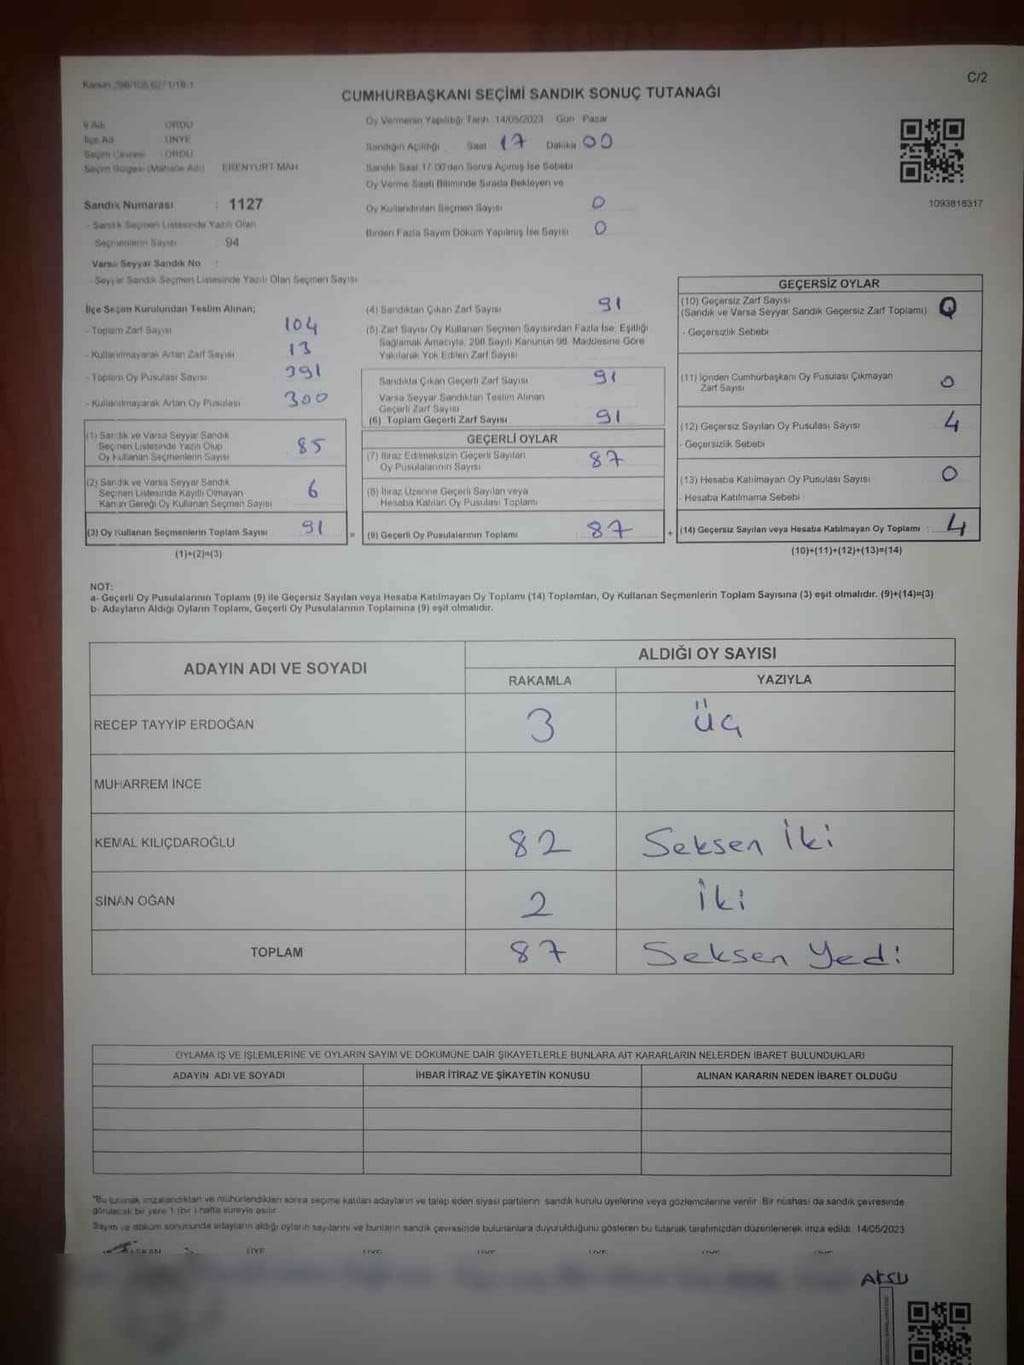 C/2
CUMHURBAŞKANI SEÇİMİ SANDIK SONUÇ TUTANAĞI
İl Adı : ORDU
İlçe Adı : ÜNYE
Seçim Çevresi : ORDU
Seçim Bölgesi (Mahalle Adı) : ERENYURT MAH
Sandık Numarası : 1127
- Sandık Seçmen Listesinde Yazılı Olan
Seçmenlerin Sayısı : 94
Varsa Seyyar Sandık No :
- Seyyar Sandık Seçmen Listesinde Yazılı Olan Seçmen Sayısı
Oy Vermenin Yapıldığı Tarih 14/05/2023 Gün Pazar
Sandığın Açıldığı : Saat 17 Dakika 00
Sandık Saat 17:00'den Sonra Açılmış İse Sebebi
Oy Verme Saati Bitiminde Sırada Bekleyen ve
Oy Kullandırılan Seçmen Sayısı 0
Birden Fazla Sayım Döküm Yapılmış İse Sayısı 0
1093818317
İlçe Seçim Kurulundan Teslim Alınan;
- Toplam Zarf Sayısı 104
- Kullanılmayarak Artan Zarf Sayısı 13
- Toplam Oy Pusulası Sayısı 391
- Kullanılmayarak Artan Oy Pusulası 300
(1) Sandık ve Varsa Seyyar Sandık
Seçmen Listesinde Yazılı Olup
Oy Kullanan Seçmenlerin Sayısı 85
(2) Sandık ve Varsa Seyyar Sandık
Seçmen Listesinde Kayıtlı Olmayan
Kanun Gereği Oy Kullanan Seçmen Sayısı 6
(3) Oy Kullanan Seçmenlerin Toplam Sayısı 91
(1)+(2)=(3)
(4) Sandıktan Çıkan Zarf Sayısı 91
(5) Zarf Sayısı Oy Kullanan Seçmen Sayısından Fazla İse, Eşitliği
Sağlamak Amacıyla, 298 Sayılı Kanunun 98. Maddesine Göre
Yakılarak Yok Edilen Zarf Sayısı
Sandıkta Çıkan Geçerli Zarf Sayısı 91
Varsa Seyyar Sandıktan Teslim Alınan
Geçerli Zarf Sayısı
(6) Toplam Geçerli Zarf Sayısı 91
GEÇERLİ OYLAR
(7) İtiraz Edilmeksizin Geçerli Sayılan
Oy Pusulalarının Sayısı 87
(8) İtiraz Üzerine Geçerli Sayılan veya
Hesaba Katılan Oy Pusulası Toplamı
= (9) Geçerli Oy Pusulalarının Toplamı 87 +
GEÇERSİZ OYLAR
(10) Geçersiz Zarf Sayısı
(Sandık ve Varsa Seyyar Sandık Geçersiz Zarf Toplamı) 0
- Geçersizlik Sebebi
(11) İçinden Cumhurbaşkanı Oy Pusulası Çıkmayan
Zarf Sayısı 0
(12) Geçersiz Sayılan Oy Pusulası Sayısı 4
- Geçersizlik Sebebi
(13) Hesaba Katılmayan Oy Pusulası Sayısı 0
- Hesaba Katılmama Sebebi
(14) Geçersiz Sayılan veya Hesaba Katılmayan Oy Toplamı : 4
(10)+(11)+(12)+(13)=(14)
NOT:
a- Geçerli Oy Pusulalarının Toplamı (9) ile Geçersiz Sayılan veya Hesaba Katılmayan Oy Toplamı (14) Toplamları, Oy Kullanan Seçmenlerin Toplam Sayısına (3) eşit olmalıdır. (9)+(14)=(3)
b- Adayların Aldığı Oyların Toplamı, Geçerli Oy Pusulalarının Toplamına (9) eşit olmalıdır.
ADAYIN ADI VE SOYADI
ALDIĞI OY SAYISI
RAKAMLA YAZIYLA
RECEP TAYYİP ERDOĞAN 3 üç
MUHARREM İNCE
KEMAL KILIÇDAROĞLU 82 Seksen İki
SİNAN OĞAN 2 İki
TOPLAM 87 Seksen Yedi
OYLAMA İŞ VE İŞLEMLERİNE VE OYLARIN SAYIM VE DÖKÜMÜNE DAİR ŞİKAYETLERLE BUNLARA AİT KARARLARIN NELERDEN İBARET BULUNDUKLARI
ADAYIN ADI VE SOYADI İHBAR İTİRAZ VE ŞİKAYETİN KONUSU ALINAN KARARIN NEDEN İBARET OLDUĞU
*Bu tutanak imzalandıktan ve mühürlendikten sonra seçime katılan adayların ve talep eden siyasi partilerin sandık kurulu üyelerine veya gözlemcilerine verilir. Bir nüshası da sandık çevresinde
görülecek bir yere 1 (bir) hafta süreyle asılır.
Sayım ve döküm sonucunda adayların aldığı oyların sayılarını ve bunların sandık çevresinde bulunanlara duyurulduğunu gösteren bu tutanak tarafımızdan düzenlenerek imza edildi. 14/05/2023
BAŞKAN ÜYE ÜYE ÜYE ÜYE ÜYE ÜYE
AKSU